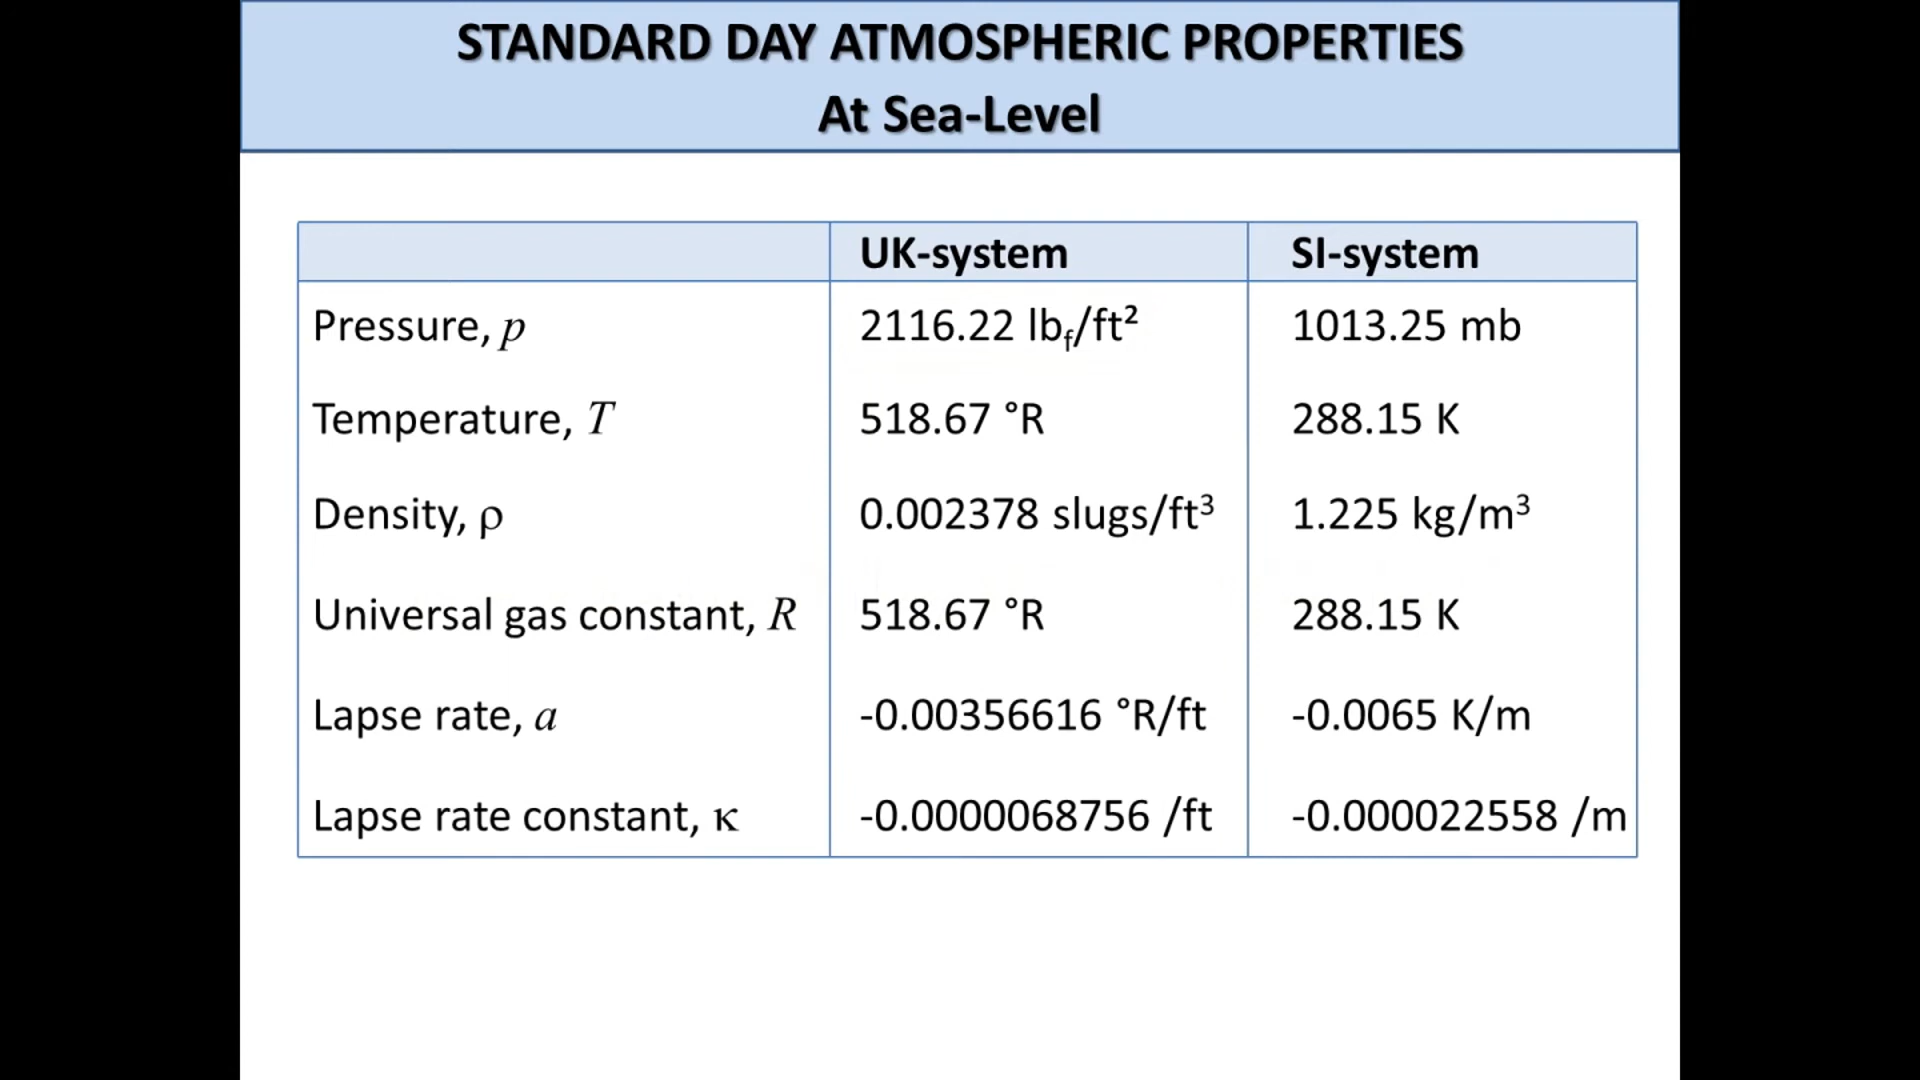 STANDARD DAY ATMOSPHERIC PROPERTIES
At Sea-Level
UK-system SI-system
Pressure, p 2116.22 lbf/ft² 1013.25 mb
Temperature, T 518.67 °R 288.15 K
Density, ρ 0.002378 slugs/ft³ 1.225 kg/m³
Universal gas constant, R 518.67 °R 288.15 K
Lapse rate, a -0.00356616 °R/ft -0.0065 K/m
Lapse rate constant, κ -0.0000068756 /ft -0.000022558 /m